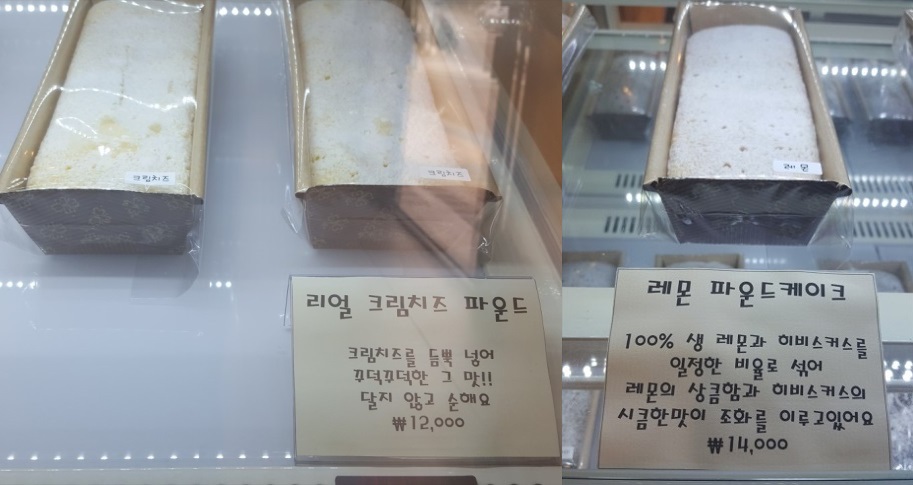 크림치즈
크림치즈
리얼 크림치즈 파운드
크림치즈를 듬뿍 넣어
꾸덕꾸덕한 그 맛!!
달지 않고 순해요
₩12,000
레몬
레몬 파운드케이크
100% 생 레몬과 히비스커스를
일정한 비율로 섞어
레몬의 상큼함과 히비스커스의
시큼한맛이 조화를 이루고있어요
₩14,000